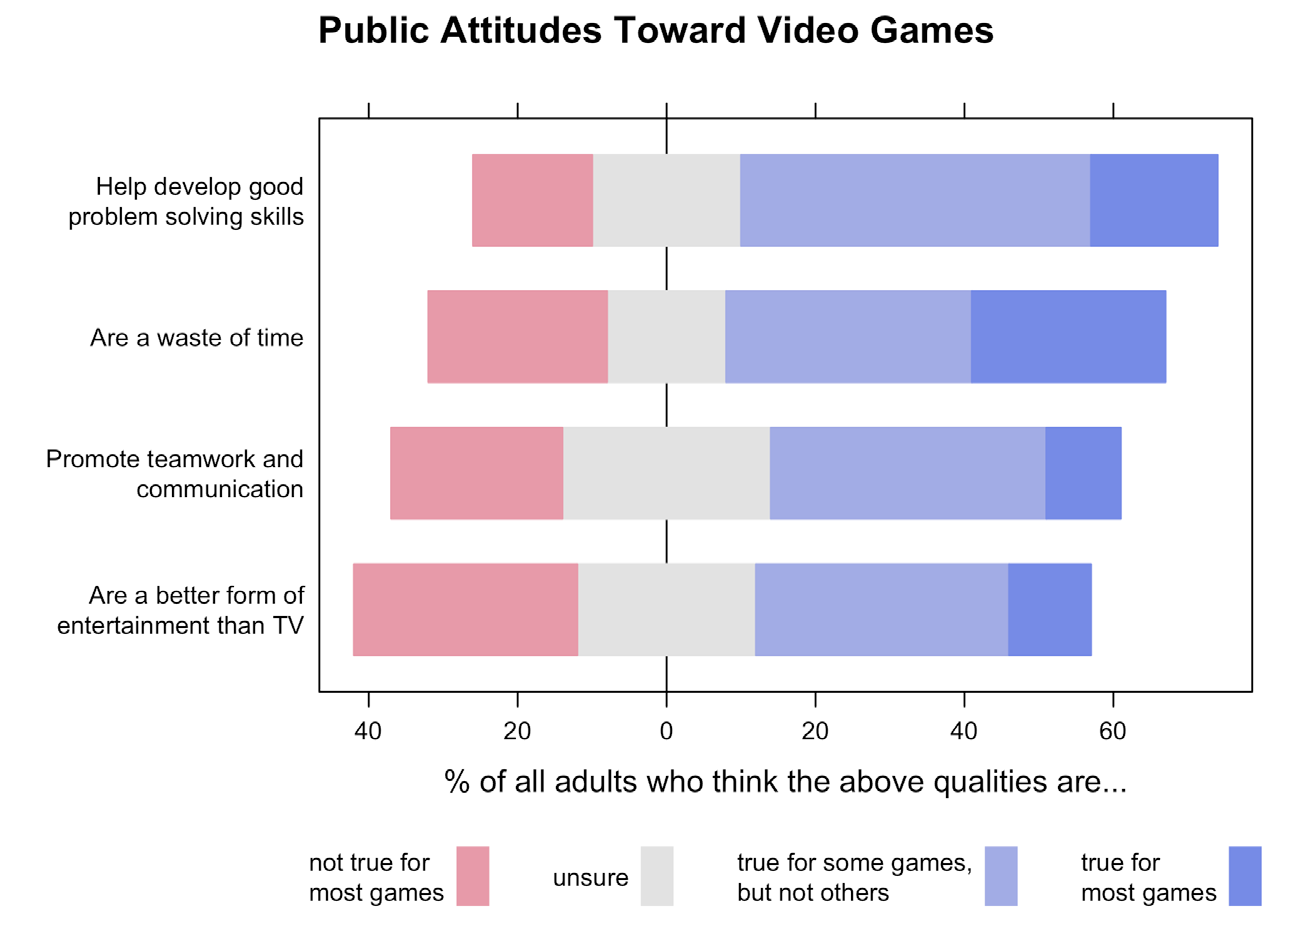 Public Attitudes Toward Video Games
Help develop good
problem solving skills
Are a waste of time
Promote teamwork and
communication
Are a better form of
entertainment than TV
40 20 0 20 40 60
% of all adults who think the above qualities are...
not true for
most games
unsure
true for some games,
but not others
true for
most games